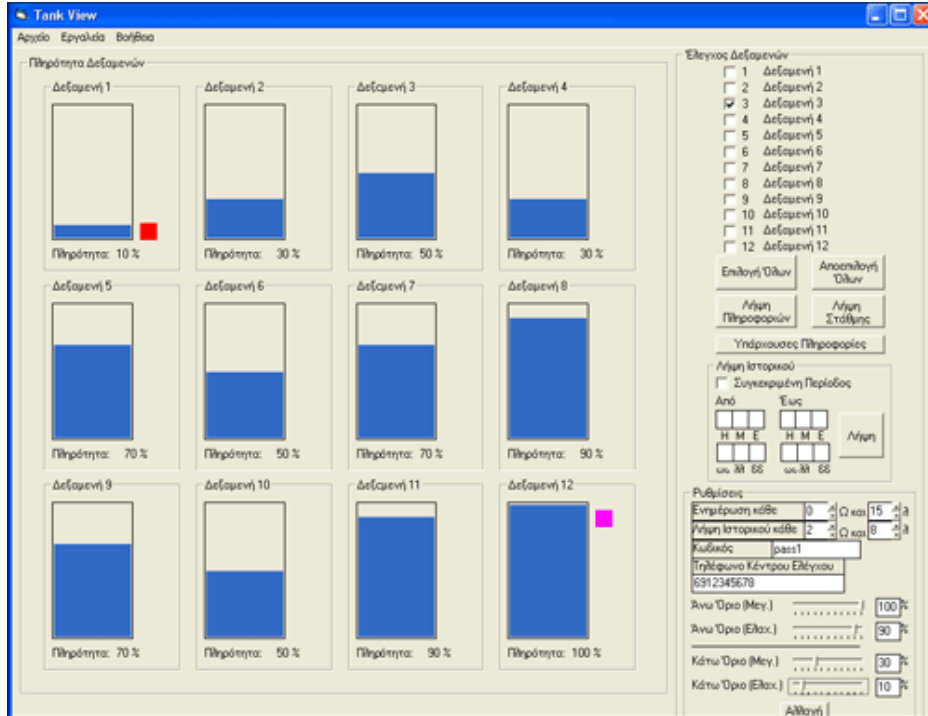 Tank View
Αρχείο Εργαλεία Βοήθεια
Πληρότητα Δεξαμενών
Δεξαμενή 1 Δεξαμενή 2 Δεξαμενή 3 Δεξαμενή 4
Πληρότητα: 10 % Πληρότητα: 30 % Πληρότητα: 50 % Πληρότητα: 30 %
Δεξαμενή 5 Δεξαμενή 6 Δεξαμενή 7 Δεξαμενή 8
Πληρότητα: 70 % Πληρότητα: 50 % Πληρότητα: 70 % Πληρότητα: 90 %
Δεξαμενή 9 Δεξαμενή 10 Δεξαμενή 11 Δεξαμενή 12
Πληρότητα: 70 % Πληρότητα: 50 % Πληρότητα: 90 % Πληρότητα: 100 %
Έλεγχος Δεξαμενών
1 Δεξαμενή 1
2 Δεξαμενή 2
3 Δεξαμενή 3
4 Δεξαμενή 4
5 Δεξαμενή 5
6 Δεξαμενή 6
7 Δεξαμενή 7
8 Δεξαμενή 8
9 Δεξαμενή 9
10 Δεξαμενή 10
11 Δεξαμενή 11
12 Δεξαμενή 12
Επιλογή Όλων
Αποεπιλογή
Όλων
Λήψη
Πληροφοριών
Λήψη
Στάθμης
Υπάρχουσες Πληροφορίες
Λήψη Ιστορικού
Συγκεκριμένη Περίοδος
Από Έως
Η Μ Ε Η Μ Ε
Λήψη
ωω λλ δδ ωω λλ δδ
Ρυθμίσεις
Ενημέρωση κάθε 0 Ω και 15 λ
Λήψη Ιστορικού κάθε 2 Ω και 8 λ
Κωδικός pass1
Τηλέφωνο Κέντρου Ελέγχου
6912345678
Άνω Όριο (Μεγ.) 100 %
Άνω Όριο (Ελαχ.) 90 %
Κάτω Όριο (Μεγ.) 30 %
Κάτω Όριο (Ελαχ.) 10 %
Αλλαγή